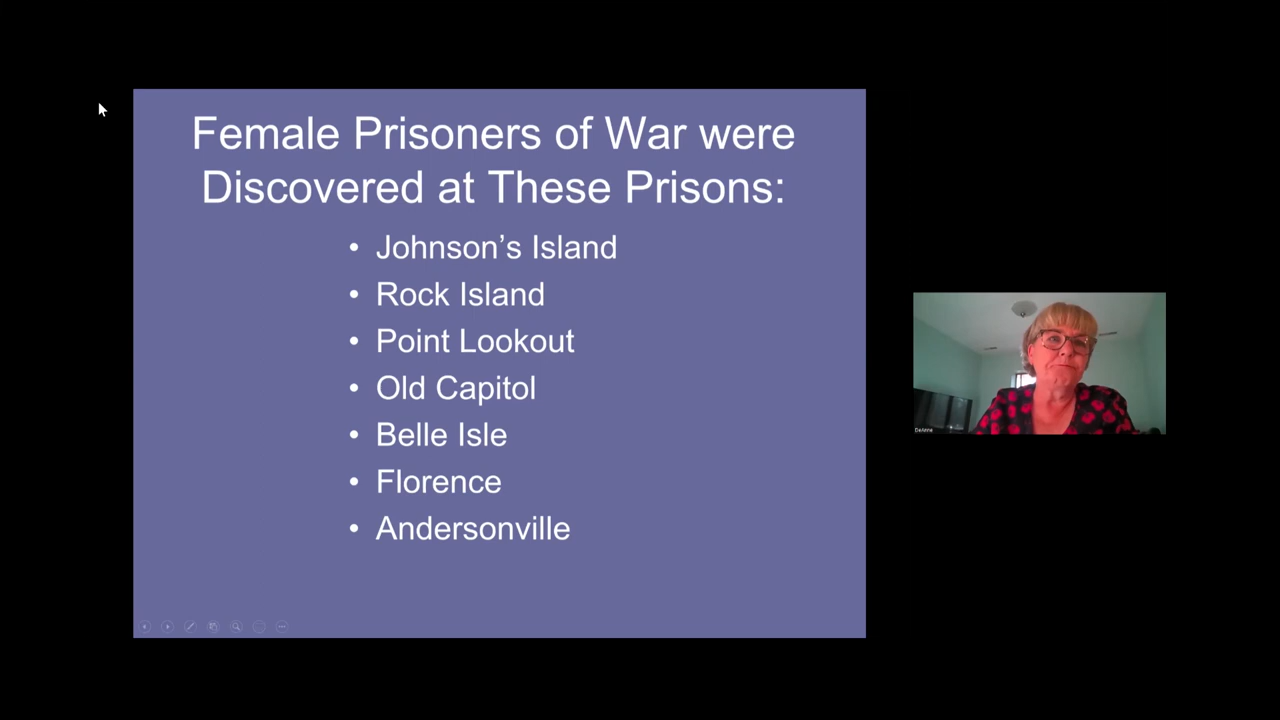 Female Prisoners of War were
Discovered at These Prisons:
• Johnson’s Island
• Rock Island
• Point Lookout
• Old Capitol
• Belle Isle
• Florence
• Andersonville
DeAnne